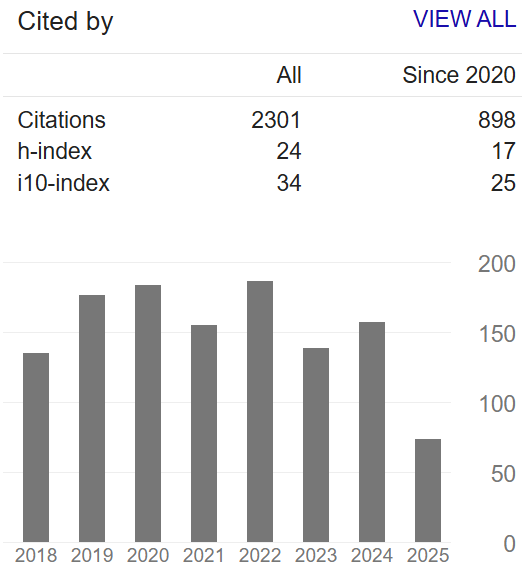 Cited by VIEW ALL
All Since 2020
Citations 2301 898
h-index 24 17
i10-index 34 25
200
150
100
50
0
2018 2019 2020 2021 2022 2023 2024 2025